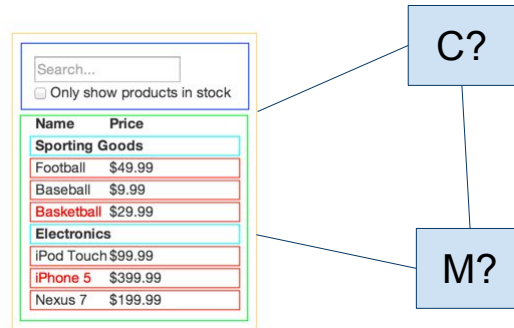 Search...
Only show products in stock
Name Price
Sporting Goods
Football $49.99
Baseball $9.99
Basketball $29.99
Electronics
iPod Touch $99.99
iPhone 5 $399.99
Nexus 7 $199.99
C?
M?